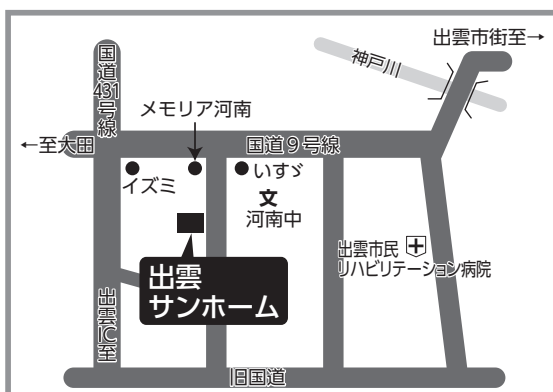 出雲市街至→
神戸川
国道431号線
メモリア河南
←至大田
国道9号線
イズミ
いすゞ
文
河南中
出雲市民
リハビリテーション病院
出雲
サンホーム
出雲IC至
旧国道